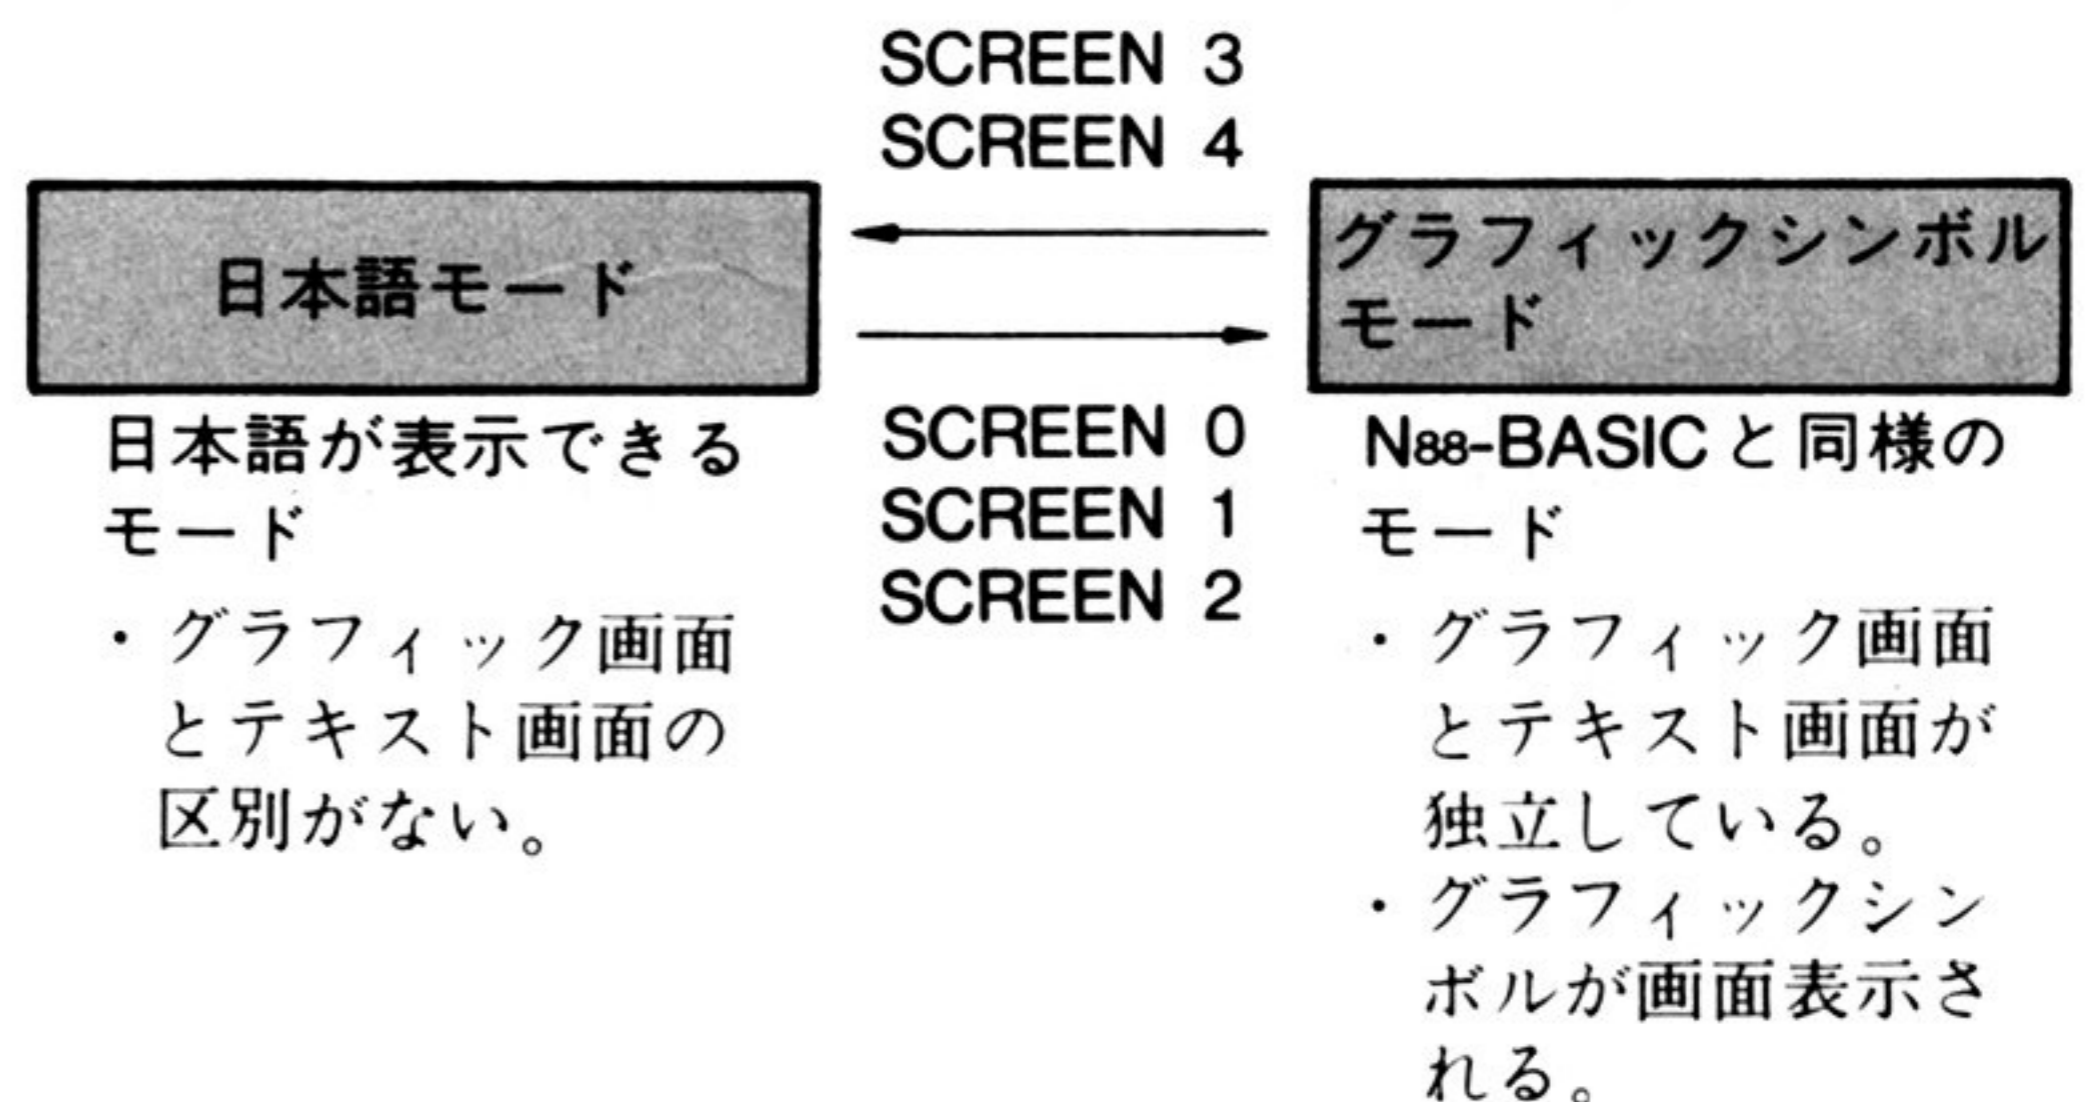 SCREEN 3
SCREEN 4
日本語モード
グラフィックシンボル
モード
SCREEN 0
SCREEN 1
SCREEN 2
日本語が表示できる
モード
・グラフィック画面
とテキスト画面の
区別がない。
N88-BASICと同様の
モード
・グラフィック画面
とテキスト画面が
独立している。
・グラフィックシン
ボルが画面表示さ
れる。